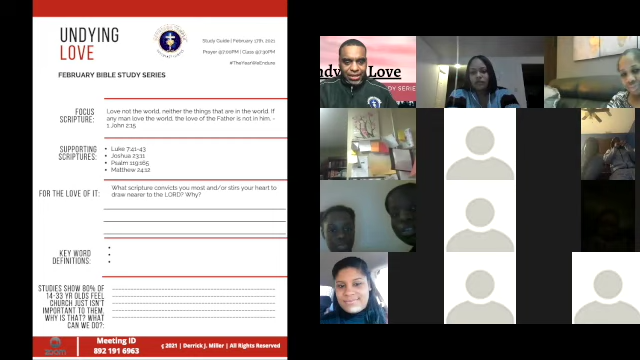 UNDYING
LOVE
Study Guide | February 17th, 2021
Prayer @7:00PM | Class @7:30PM
#TheYearWeEndure
FEBRUARY BIBLE STUDY SERIES
FOCUS
SCRIPTURE:
Love not the world, neither the things that are in the world. If
any man love the world, the love of the Father is not in him. -
1 John 2:15
SUPPORTING
SCRIPTURES:
• Luke 7:41-43
• Joshua 23:11
• Psalm 119:165
• Matthew 24:12
FOR THE LOVE OF IT:
What scripture convicts you most and/or stirs your heart to
draw nearer to the LORD? Why?
KEY WORD
DEFINITIONS:
STUDIES SHOW 80% OF
14-33 YR OLDS FEEL
CHURCH JUST ISN'T
IMPORTANT TO THEM.
WHY IS THAT? WHAT
CAN WE DO?:
zoom
Meeting ID
892 191 6963
© 2021 | Derrick J. Miller | All Rights Reserved
Love